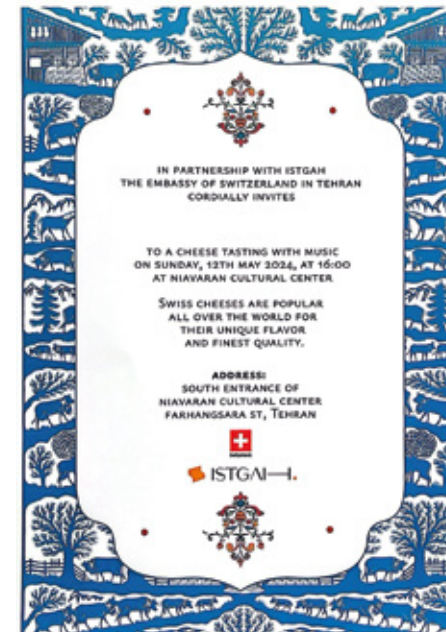 IN PARTNERSHIP WITH ISTGAH
THE EMBASSY OF SWITZERLAND IN TEHRAN
CORDIALLY INVITES
TO A CHEESE TASTING WITH MUSIC
ON SUNDAY, 12TH MAY 2024, AT 16:00
AT NIAVARAN CULTURAL CENTER
SWISS CHEESES ARE POPULAR
ALL OVER THE WORLD FOR
THEIR UNIQUE FLAVOR
AND FINEST QUALITY.
ADDRESS:
SOUTH ENTRANCE OF
NIAVARAN CULTURAL CENTER
FARHANGSARA ST, TEHRAN
ISTGAH.